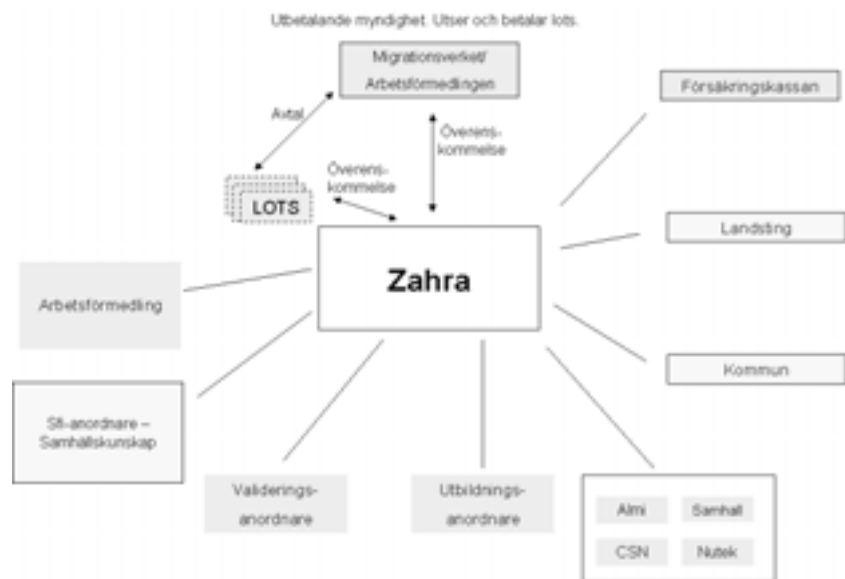 Utbetalande myndighet. Utser och betalar lots.
Migrationsverket/
Arbetsförmedlingen
Försäkringskassan
Avtal
Överens-
kommelse
Överens-
kommelse
LOTS
Landsting
Zahra
Arbetsförmedling
Kommun
Sfi-anordnare –
Samhällskunskap
Validerings-
anordnare
Utbildnings-
anordnare
Almi
Samhall
CSN
Nutek